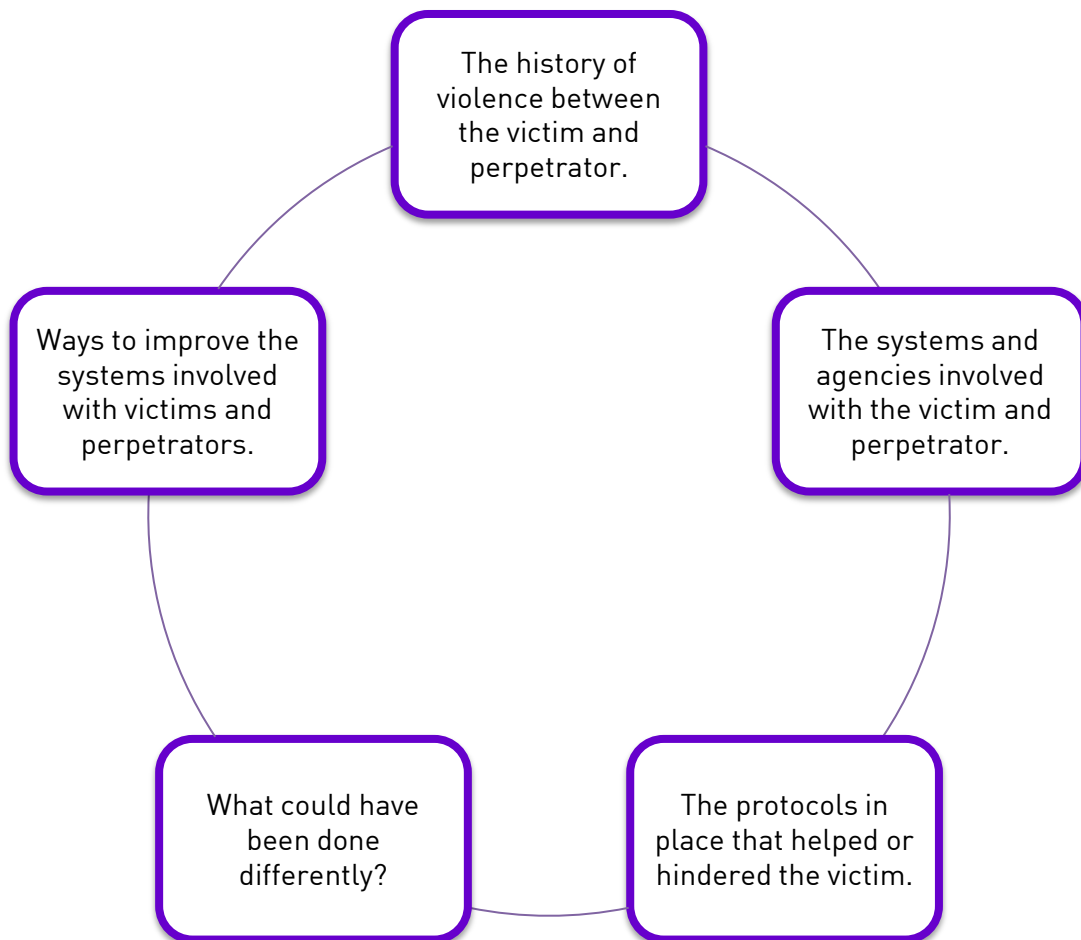 The history of
violence between
the victim and
perpetrator.
The systems and
agencies involved
with the victim and
perpetrator.
The protocols in
place that helped or
hindered the victim.
What could have
been done
differently?
Ways to improve the
systems involved
with victims and
perpetrators.